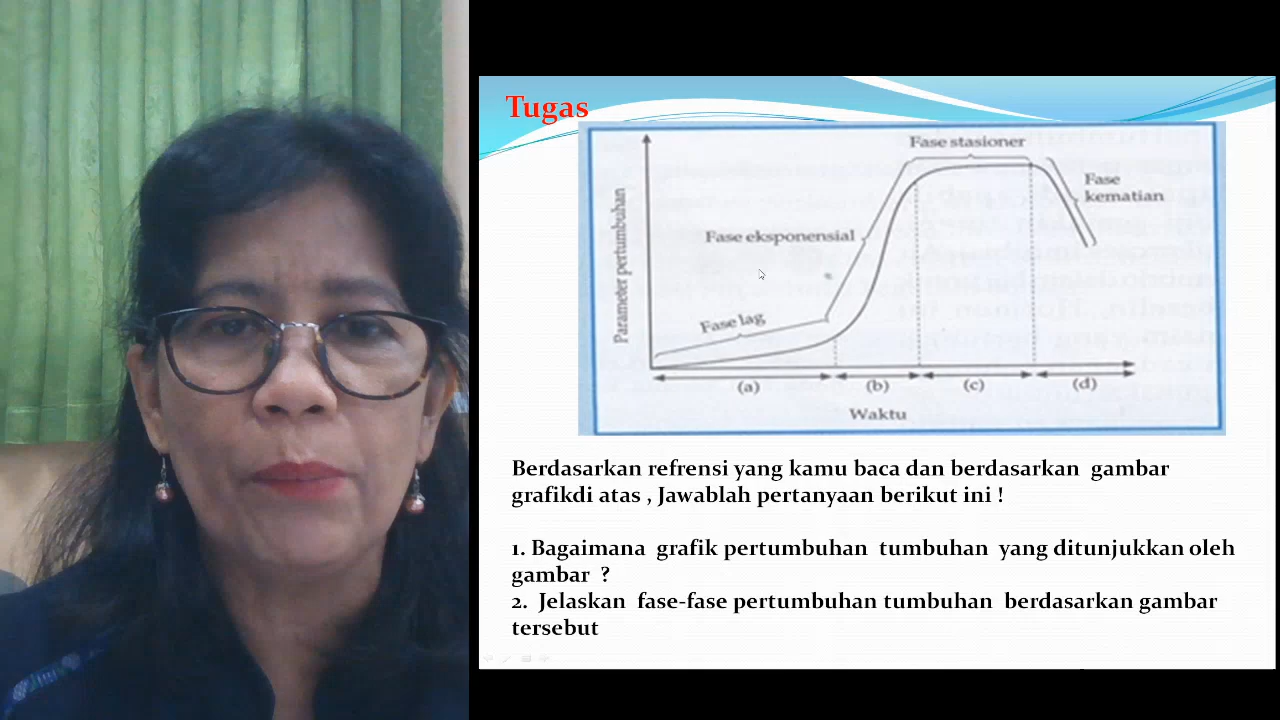 Tugas
Fase stasioner
Fase
kematian
Fase eksponensial
Fase lag
Parameter pertumbuhan
(a) (b) (c) (d)
Waktu
Berdasarkan refrensi yang kamu baca dan berdasarkan gambar
grafikdi atas , Jawablah pertanyaan berikut ini !
1. Bagaimana grafik pertumbuhan tumbuhan yang ditunjukkan oleh
gambar ?
2. Jelaskan fase-fase pertumbuhan tumbuhan berdasarkan gambar
tersebut